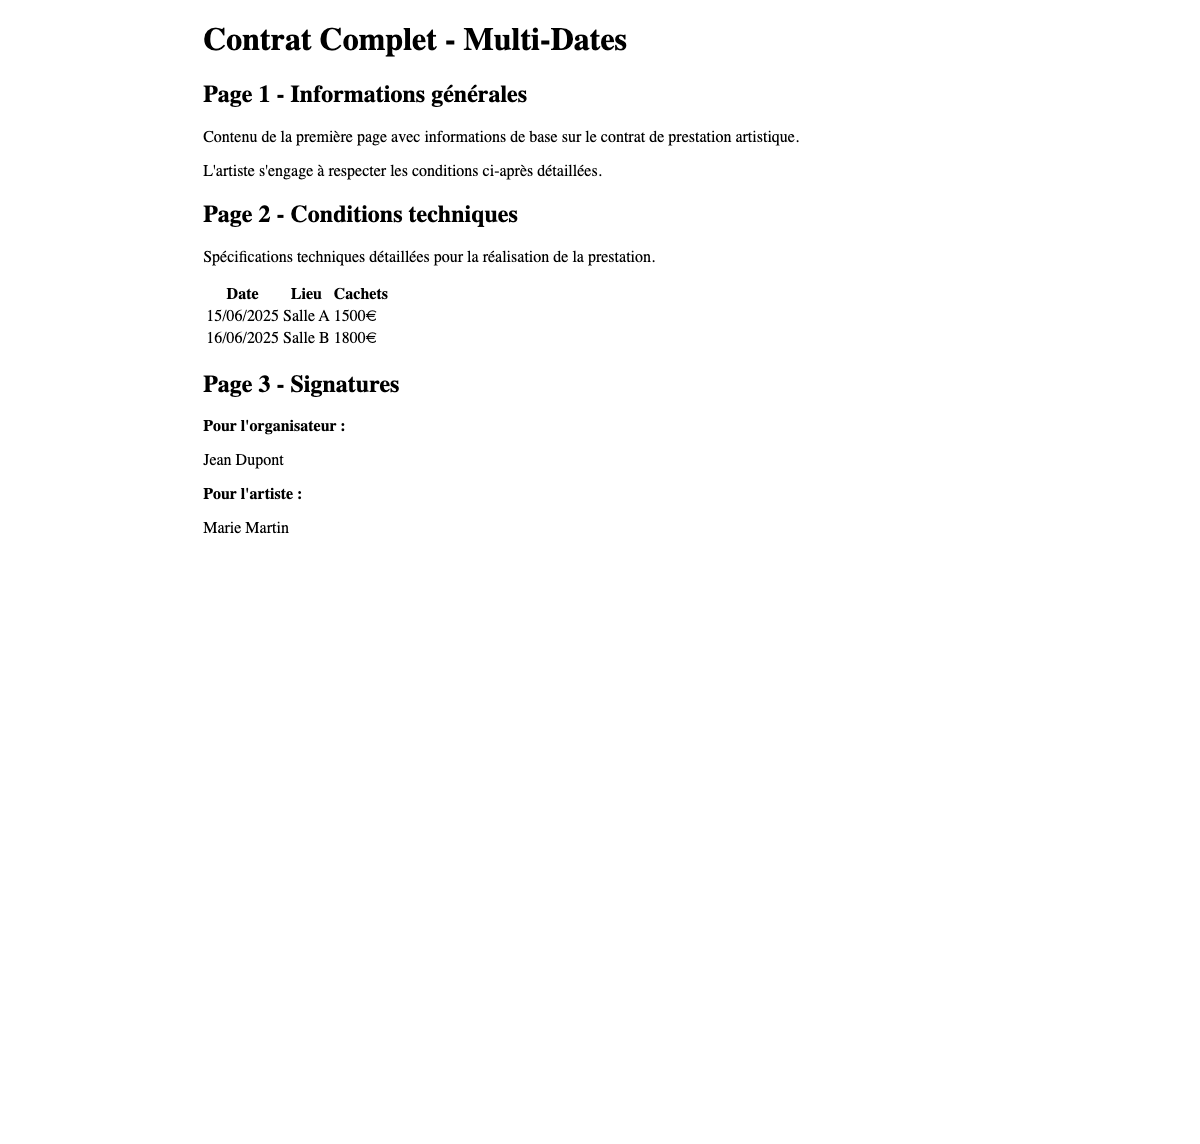 Contrat Complet - Multi-Dates
Page 1 - Informations générales
Contenu de la première page avec informations de base sur le contrat de prestation artistique.
L'artiste s'engage à respecter les conditions ci-après détaillées.
Page 2 - Conditions techniques
Spécifications techniques détaillées pour la réalisation de la prestation.
Date Lieu Cachets
15/06/2025 Salle A 1500€
16/06/2025 Salle B 1800€
Page 3 - Signatures
Pour l'organisateur :
Jean Dupont
Pour l'artiste :
Marie Martin